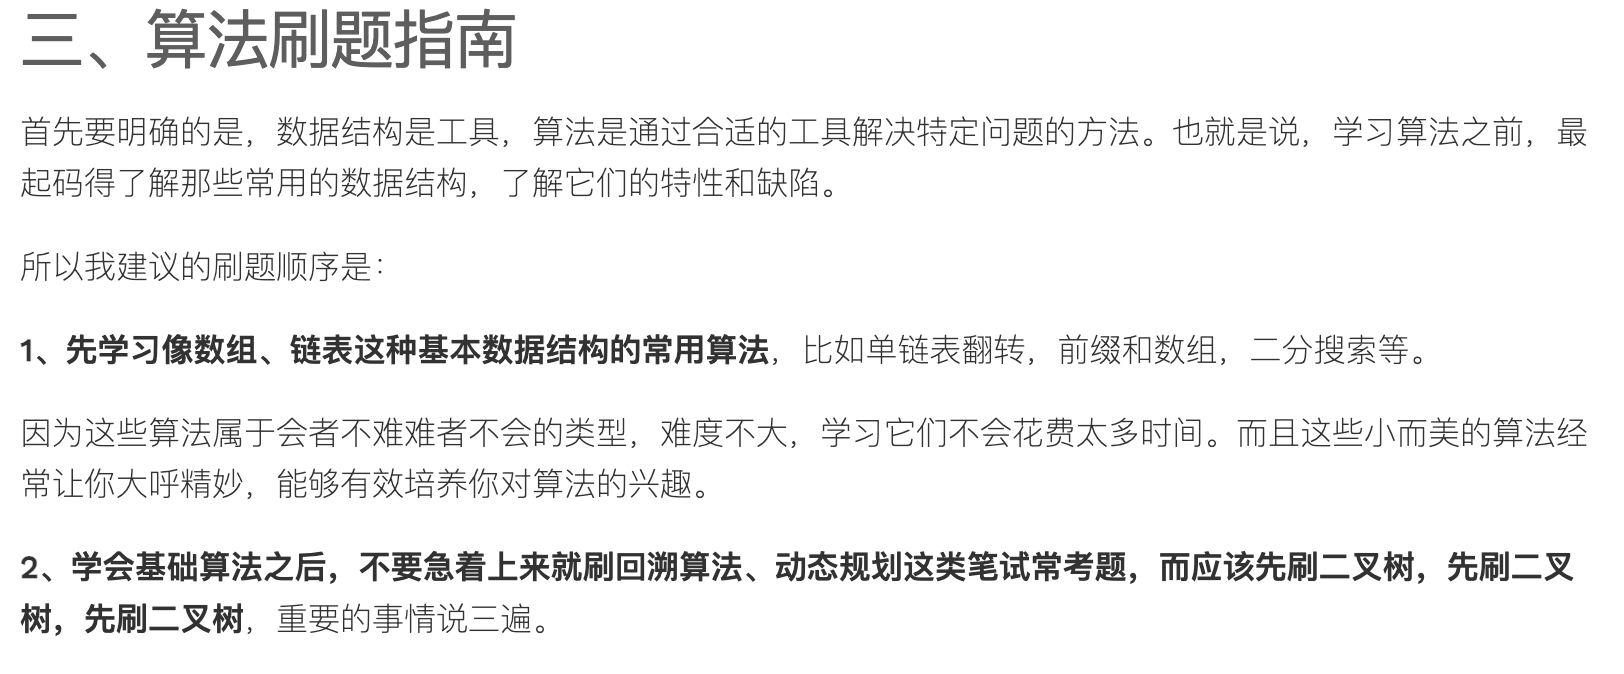 三、算法刷题指南
首先要明确的是，数据结构是工具，算法是通过合适的工具解决特定问题的方法。也就是说，学习算法之前，最
起码得了解那些常用的数据结构，了解它们的特性和缺陷。
所以我建议的刷题顺序是：
1、先学习像数组、链表这种基本数据结构的常用算法，比如单链表翻转，前缀和数组，二分搜索等。
因为这些算法属于会者不难难者不会的类型，难度不大，学习它们不会花费太多时间。而且这些小而美的算法经
常让你大呼精妙，能够有效培养你对算法的兴趣。
2、学会基础算法之后，不要急着上来就刷回溯算法、动态规划这类笔试常考题，而应该先刷二叉树，先刷二叉
树，先刷二叉树，重要的事情说三遍。